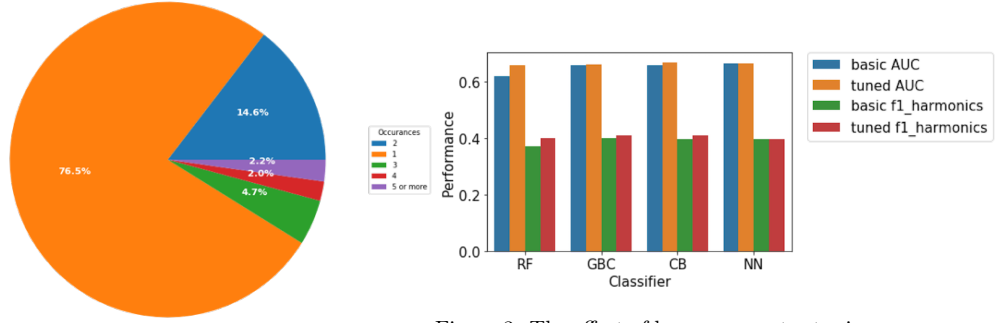 14.6%
76.5%
2.2%
2.0%
4.7%
Occurances
2
1
3
4
5 or more
Performance
0.6
0.4
0.2
0.0
RF GBC CB NN
Classifier
basic AUC
tuned AUC
basic f1_harmonics
tuned f1_harmonics